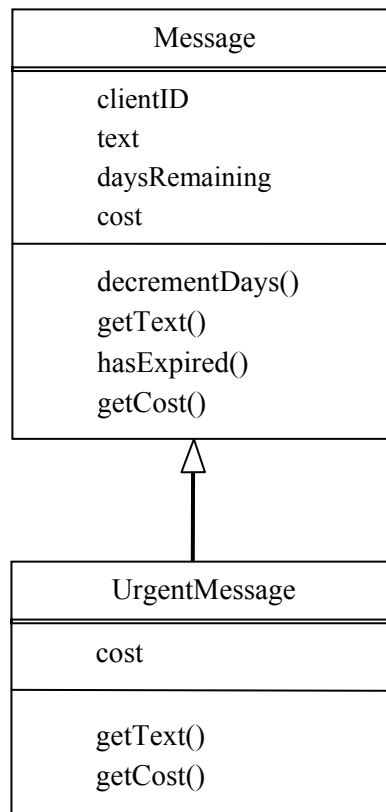 Message
clientID
text
daysRemaining
cost
decrementDays()
getText()
hasExpired()
getCost()
UrgentMessage
cost
getText()
getCost()